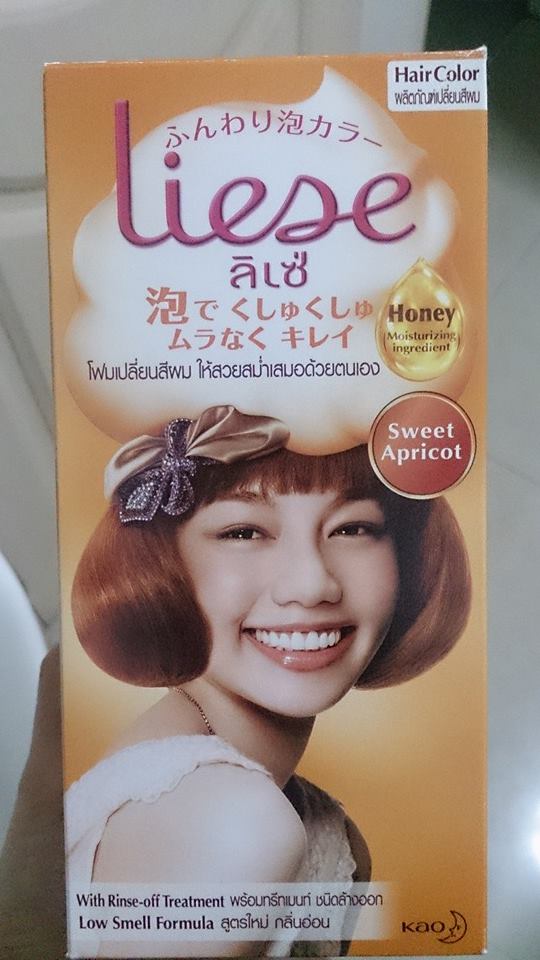 Hair Color
ผลิตภัณฑ์เปลี่ยนสีผม
ふんわり泡カラー
liese
ลิเซ่
泡で くしゅくしゅ
ムラなく キレイ
Honey
Moisturizing
ingredient
โฟมเปลี่ยนสีผม ให้สวยสม่ำเสมอด้วยตนเอง
Sweet
Apricot
With Rinse-off Treatment พร้อมทรีทเมนท์ ชนิดล้างออก
Low Smell Formula สูตรใหม่ กลิ่นอ่อน
Kao